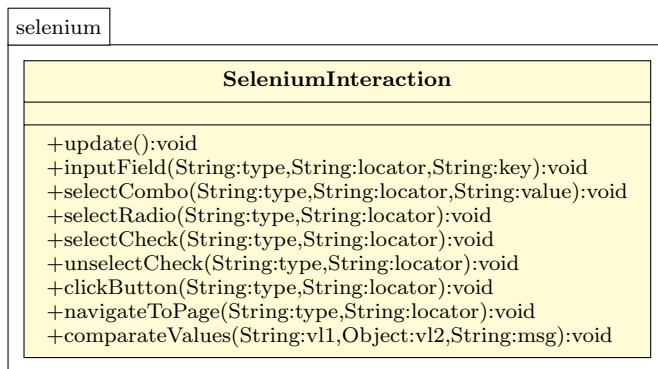 selenium
SeleniumInteraction
+update():void
+inputField(String:type,String:locator,String:key):void
+selectCombo(String:type,String:locator,String:value):void
+selectRadio(String:type,String:locator):void
+selectCheck(String:type,String:locator):void
+unselectCheck(String:type,String:locator):void
+clickButton(String:type,String:locator):void
+navigateToPage(String:type,String:locator):void
+comparateValues(String:vl1,Object:vl2,String:msg):void